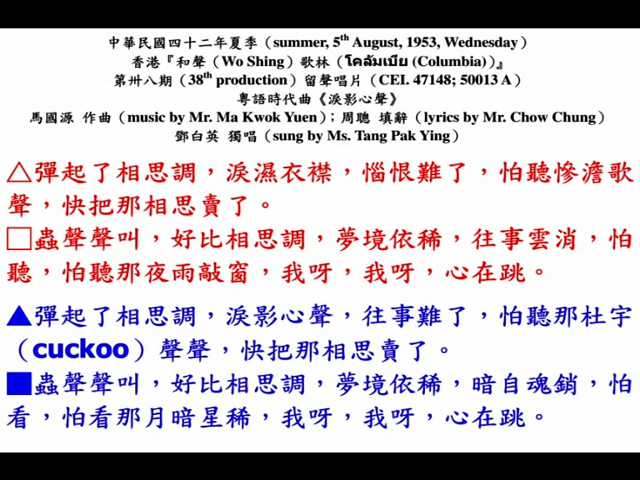 中華民國四十二年夏季（summer, 5th August, 1953, Wednesday）
香港『和聲（Wo Shing）歌林（โคลัมเบีย (Columbia)）』
第卅八期（38th production）留聲唱片（CEI. 47148; 50013 A）
粵語時代曲《淚影心聲》
馬國源 作曲（music by Mr. Ma Kwok Yuen）；周聰 填辭（lyrics by Mr. Chow Chung）
鄧白英 獨唱（sung by Ms. Tang Pak Ying）
△彈起了相思調，淚濕衣襟，惱恨難了，怕聽慘澹歌
聲，快把那相思賣了。
□蟲聲聲叫，好比相思調，夢境依稀，往事雲消，怕
聽，怕聽那夜雨敲窗，我呀，我呀，心在跳。
▲彈起了相思調，淚影心聲，往事難了，怕聽那杜宇
（cuckoo）聲聲，快把那相思賣了。
■蟲聲聲叫，好比相思調，夢境依稀，暗自魂銷，怕
看，怕看那月暗星稀，我呀，我呀，心在跳。